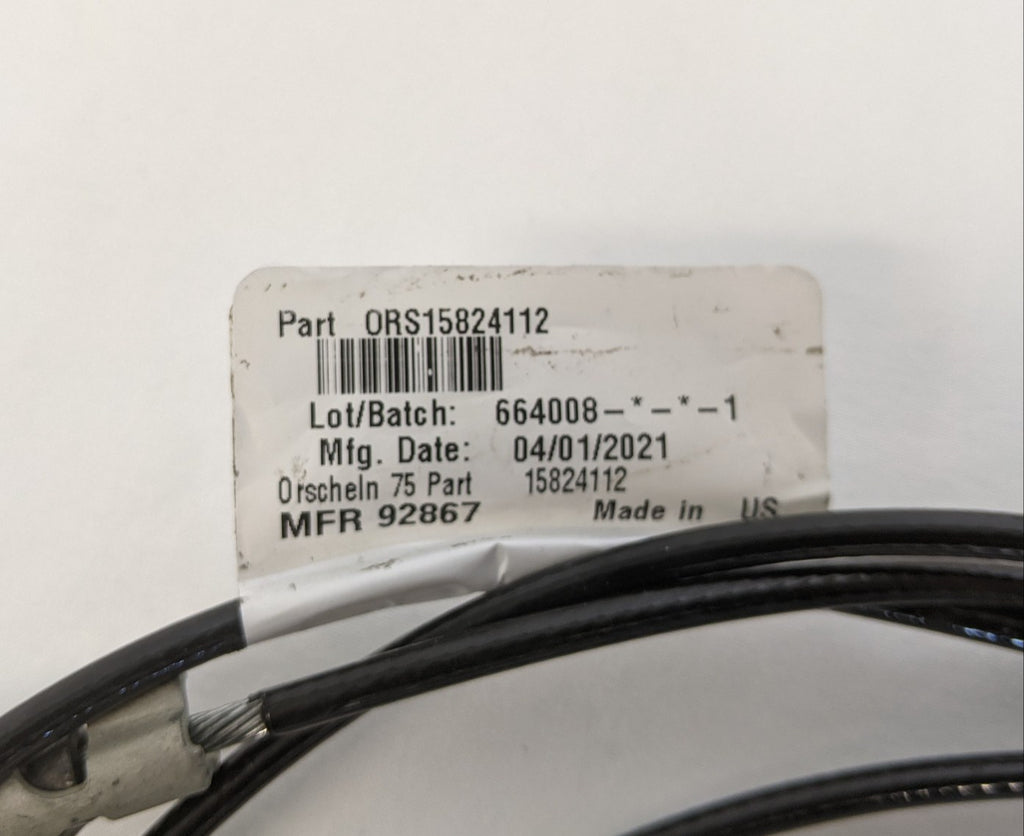 Part ORS15824112
Lot/Batch: 664008-*-*-1
Mfg. Date: 04/01/2021
Orscheln 75 Part 15824112
MFR 92867 Made in US